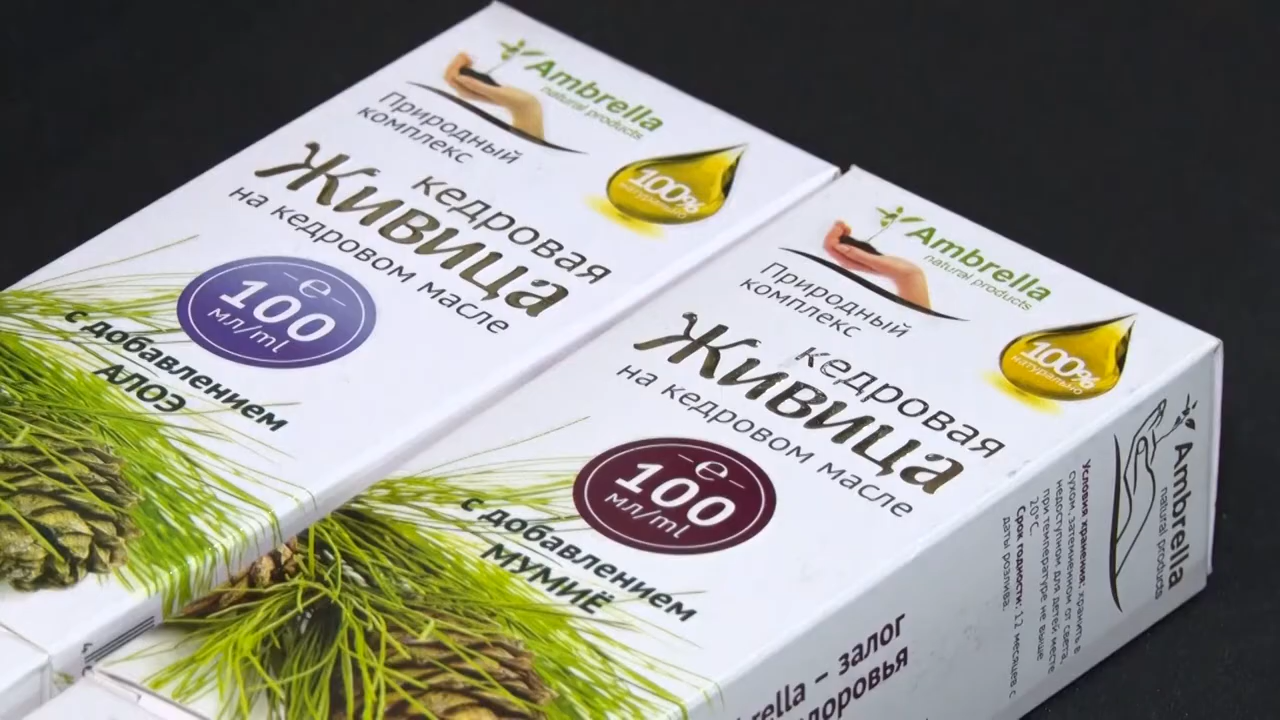 Ambrella
natural products
Природный
комплекс
100%
натурально
кедровая
Живица
на кедровом масле
е
100
мл/ml
с добавлением
АЛОЭ
Ambrella
natural products
Природный
комплекс
100%
натурально
кедровая
Живица
на кедровом масле
е
100
мл/ml
с добавлением
МУМИЁ
Ambrella
natural products
Условия хранения: хранить в
сухом, затемненном от света,
недоступном для детей месте
при температуре не выше
20°С.
Срок годности: 12 месяцев с
даты розлива.
– залог